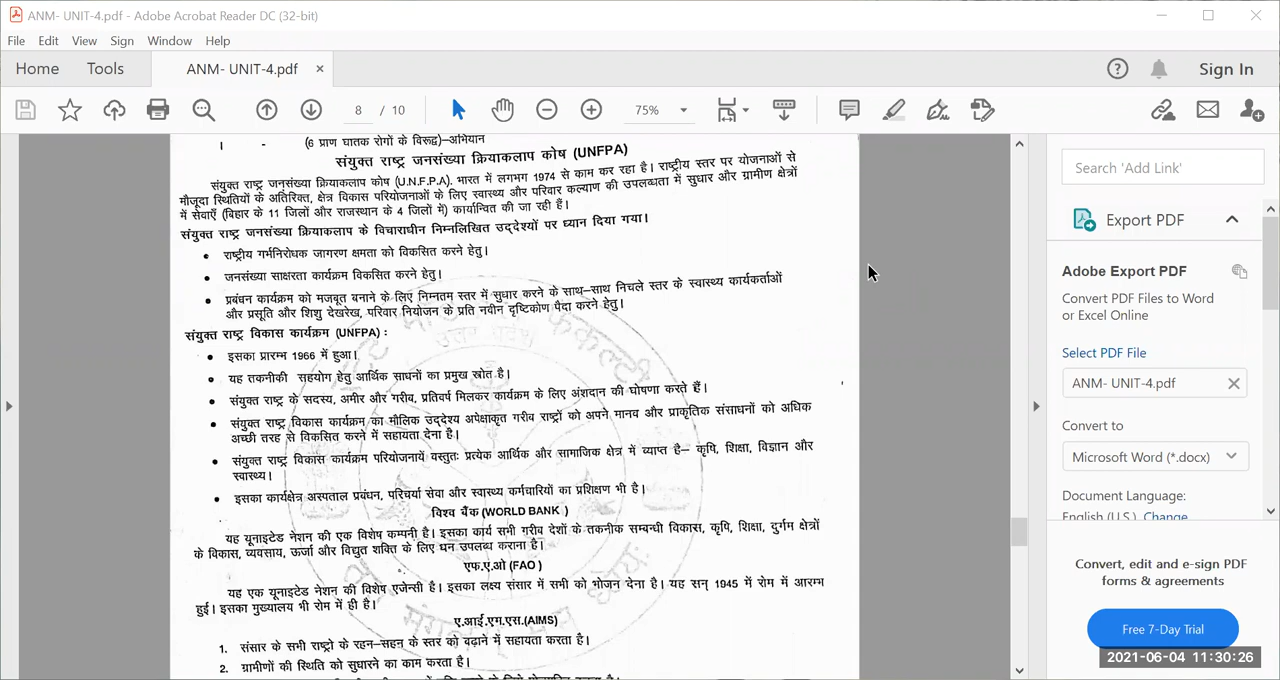 ANM- UNIT-4.pdf - Adobe Acrobat Reader DC (32-bit)
File Edit View Sign Window Help
Home Tools ANM- UNIT-4.pdf × Sign In
8 / 10 75%
(6 प्राण घातक रोगों के विरूद्ध)–अभियान
संयुक्त राष्ट्र जनसंख्या क्रियाकलाप कोष (UNFPA)
संयुक्त राष्ट्र जनसंख्या क्रियाकलाप कोष (U.N.F.P.A). भारत में लगभग 1974 से काम कर रहा है। राष्ट्रीय स्तर पर योजनाओं से
मौजूदा स्थितियों के अतिरिक्त, क्षेत्र विकास परियोजनाओं के लिए स्वास्थ्य और परिवार कल्याण की उपलब्धता में सुधार और ग्रामीण क्षेत्रों
में सेवाएँ (बिहार के 11 जिलों और राजस्थान के 4 जिलों में) कार्यान्वित की जा रही हैं।
संयुक्त राष्ट्र जनसंख्या क्रियाकलाप के विचाराधीन निम्नलिखित उद्देश्यों पर ध्यान दिया गया।
• राष्ट्रीय गर्भनिरोधक जागरण क्षमता को विकसित करने हेतु।
• जनसंख्या साक्षरता कार्यक्रम विकसित करने हेतु।
• प्रबंधन कार्यक्रम को मजबूत बनाने के लिए निम्नतम स्तर में सुधार करने के साथ–साथ निचले स्तर के स्वास्थ्य कार्यकर्ताओं
और प्रसूति और शिशु देखरेख, परिवार नियोजन के प्रति नवीन दृष्टिकोण पैदा करने हेतु।
संयुक्त राष्ट्र विकास कार्यक्रम (UNFPA) :
• इसका प्रारम्भ 1966 में हुआ।
• यह तकनीकी सहयोग हेतु आर्थिक साधनों का प्रमुख स्रोत है।
• संयुक्त राष्ट्र के सदस्य, अमीर और गरीब, प्रतिवर्ष मिलकर कार्यक्रम के लिए अंशदान की घोषणा करते हैं।
• संयुक्त राष्ट्र विकास कार्यक्रम का मौलिक उद्देश्य अपेक्षाकृत गरीब राष्ट्रों को अपने मानव और प्राकृतिक संसाधनों को अधिक
अच्छी तरह से विकसित करने में सहायता देना है।
• संयुक्त राष्ट्र विकास कार्यक्रम परियोजनायें वस्तुतः प्रत्येक आर्थिक और सामाजिक क्षेत्र में व्याप्त है– कृषि, शिक्षा, विज्ञान और
स्वास्थ्य।
• इसका कार्यक्षेत्र अस्पताल प्रबंधन, परिचर्या सेवा और स्वास्थ्य कर्मचारियों का प्रशिक्षण भी है।
विश्व बैंक (WORLD BANK )
यह यूनाइटेड नेशन की एक विशेष कम्पनी है। इसका कार्य सभी गरीब देशों के तकनीक सम्बन्धी विकास, कृषि, शिक्षा, दुर्गम क्षेत्रों
के विकास, व्यवसाय, ऊर्जा और विद्युत शक्ति के लिए धन उपलब्ध कराना है।
एफ.ए.ओ (FAO )
यह एक यूनाइटेड नेशन की विशेष एजेन्सी है। इसका लक्ष्य संसार में सभी को भोजन देना है। यह सन् 1945 में रोम में आरम्भ
हुई। इसका मुख्यालय भी रोम में ही है।
ए.आई.एम.एस.(AIMS)
1. संसार के सभी राष्ट्रो के रहन–सहन के स्तर को बढ़ाने में सहायता करता है।
2. ग्रामीणों की स्थिति को सुधारने का काम करता है।
Search 'Add Link'
Export PDF
Adobe Export PDF
Convert PDF Files to Word
or Excel Online
Select PDF File
ANM- UNIT-4.pdf
Convert to
Microsoft Word (*.docx)
Document Language:
English (U.S.) Change
Convert, edit and e-sign PDF
forms & agreements
Free 7-Day Trial
2021-06-04 11:30:26